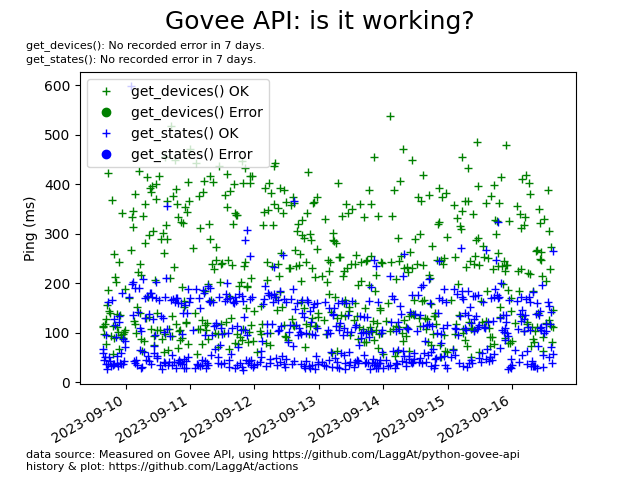 Govee API: is it working?
get_devices(): No recorded error in 7 days.
get_states(): No recorded error in 7 days.
600
500
400
300
200
100
0
Ping (ms)
get_devices() OK
get_devices() Error
get_states() OK
get_states() Error
2023-09-10
2023-09-11
2023-09-12
2023-09-13
2023-09-14
2023-09-15
2023-09-16
data source: Measured on Govee API, using https://github.com/LaggAt/python-govee-api
history & plot: https://github.com/LaggAt/actions